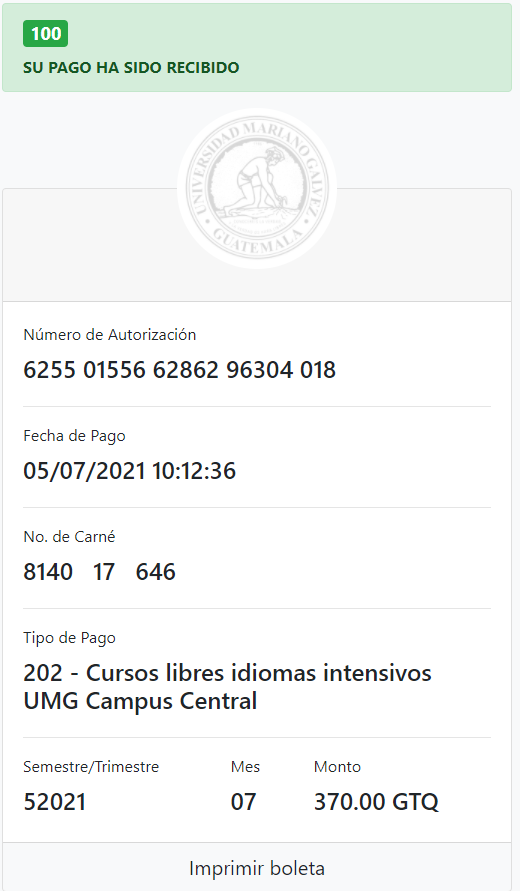 100
SU PAGO HA SIDO RECIBIDO
UNIVERSIDAD MARIANO GALVEZ
GUATEMALA
Número de Autorización
6255 01556 62862 96304 018
Fecha de Pago
05/07/2021 10:12:36
No. de Carné
8140 17 646
Tipo de Pago
202 - Cursos libres idiomas intensivos
UMG Campus Central
Semestre/Trimestre Mes Monto
52021 07 370.00 GTQ
Imprimir boleta